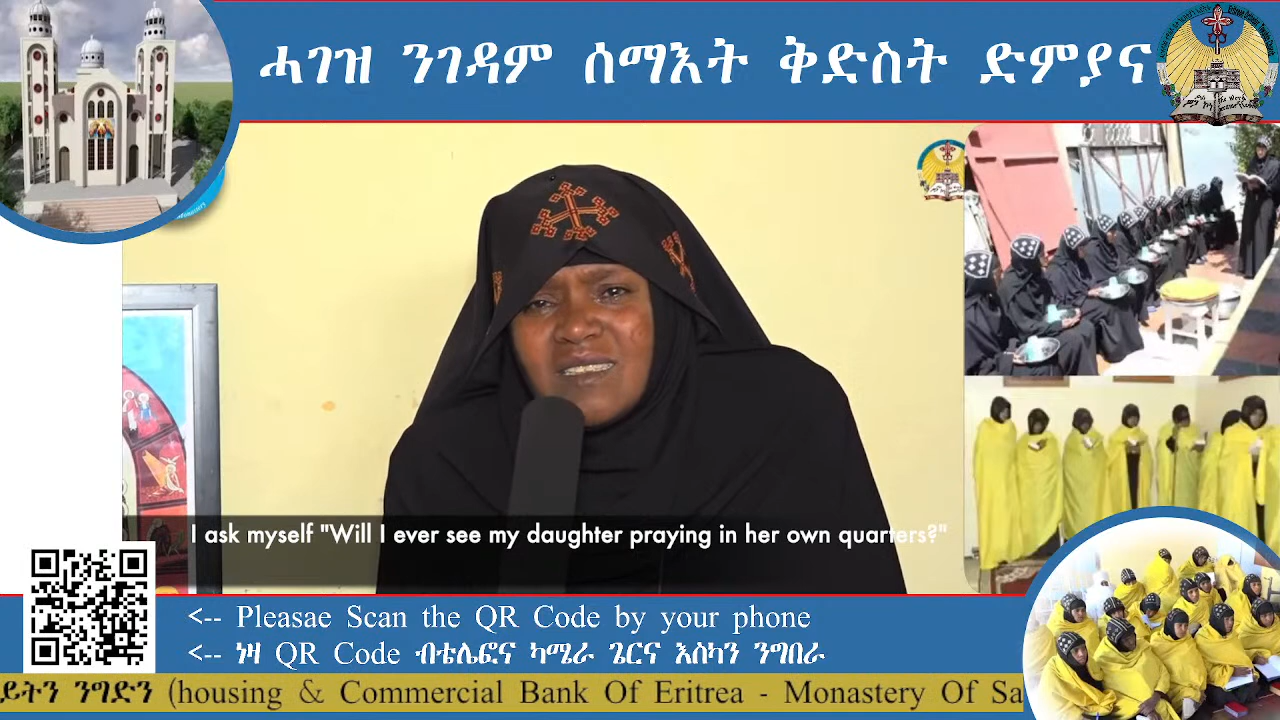 ሓገዝ ንገዳም ሰማእት ቅድስት ድምያና
I ask myself "Will I ever see my daughter praying in her own quarters?"
<-- Pleasae Scan the QR Code by your phone
<-- ነዛ QR Code ብቴሌፎና ካሜራ ጌርና እስካን ንግበራ
ይትን ንግድን (housing & Commercial Bank Of Eritrea - Monastery Of Sa